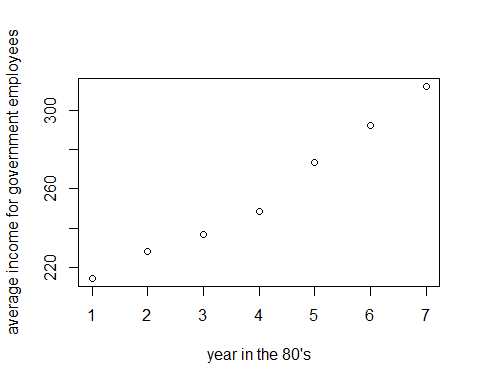 average income for government employees
300
260
220
1 2 3 4 5 6 7
year in the 80's